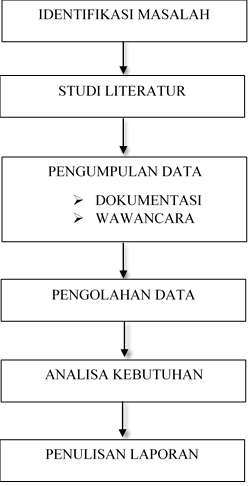 IDENTIFIKASI MASALAH
STUDI LITERATUR
PENGUMPULAN DATA
➢ DOKUMENTASI
➢ WAWANCARA
PENGOLAHAN DATA
ANALISA KEBUTUHAN
PENULISAN LAPORAN